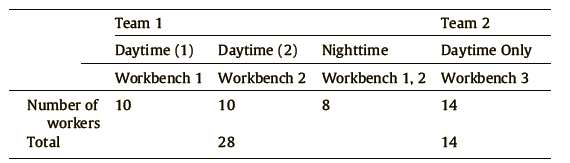 Team 1 Team 2
Daytime (1) Daytime (2) Nighttime Daytime Only
Workbench 1 Workbench 2 Workbench 1, 2 Workbench 3
Number of 10 10 8 14
workers
Total 28 14